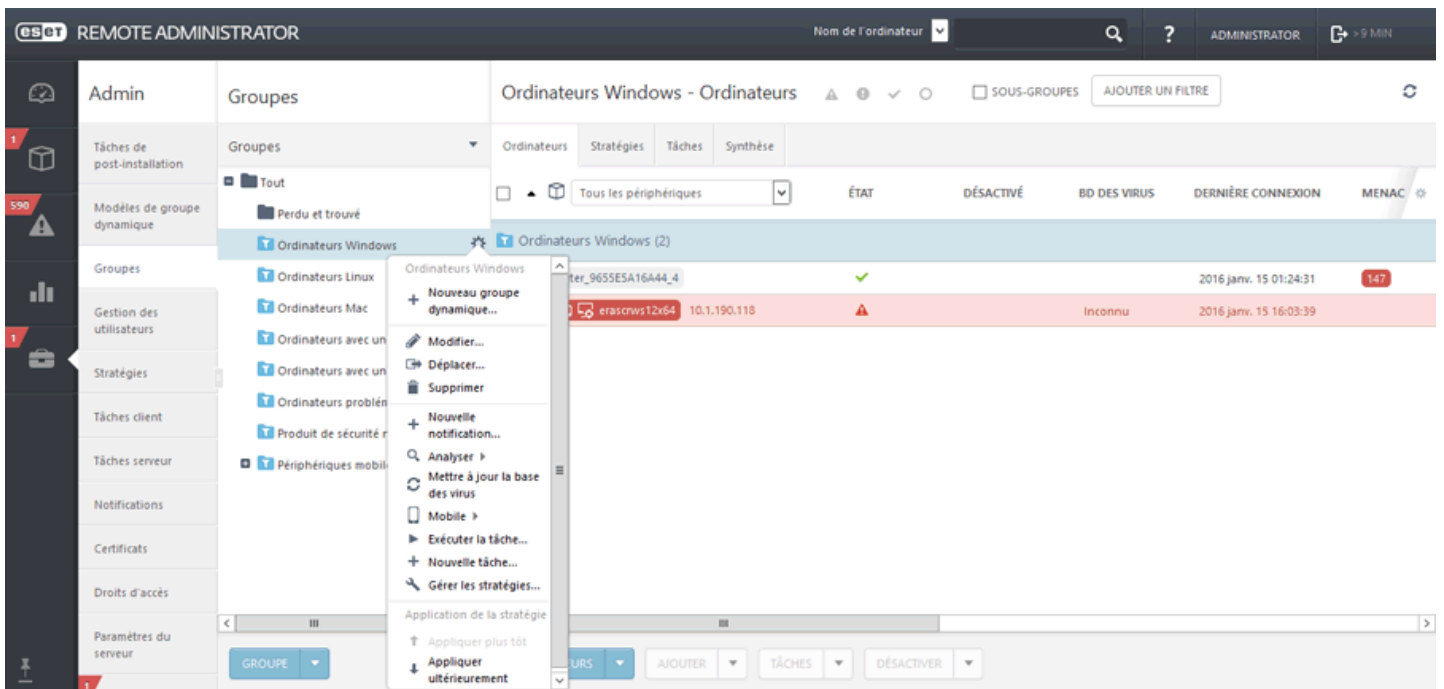 eset REMOTE ADMINISTRATOR
Nom de l'ordinateur
?
ADMINISTRATOR
>9 MIN
1
590
1
Admin
Tâches de
post-installation
Modèles de groupe
dynamique
Groupes
Gestion des
utilisateurs
Stratégies
Tâches client
Tâches serveur
Notifications
Certificats
Droits d'accès
Paramètres du
serveur
1
Groupes
Groupes
Tout
Perdu et trouvé
Ordinateurs Windows
Ordinateurs Linux
Ordinateurs Mac
Ordinateurs avec un
Ordinateurs avec un
Ordinateurs
Produit de sécurité
Périphériques
GROUPE
Ordinateurs Windows
Nouveau groupe
dynamique...
Modifier...
Déplacer...
Supprimer
Nouvelle
notification...
Analyser
Mettre à jour la base
des virus
Mobile
Exécuter la tâche...
Nouvelle tâche...
Gérer les stratégies...
Application de la stratégie
Appliquer plus tôt
Appliquer
ultérieurement
Ordinateurs Windows - Ordinateurs
SOUS-GROUPES
AJOUTER UN FILTRE
Ordinateurs Stratégies Tâches Synthèse
Tous les périphériques ÉTAT DÉSACTIVÉ BD DES VIRUS DERNIÈRE CONNEXION MENAC
Ordinateurs Windows (2)
ter_9655E5A16A44_4 2016 janv. 15 01:24:31 147
erascrws12x64 10.1.190.118 Inconnu 2016 janv. 15 16:03:39
URS AJOUTER TÂCHES DÉSACTIVER